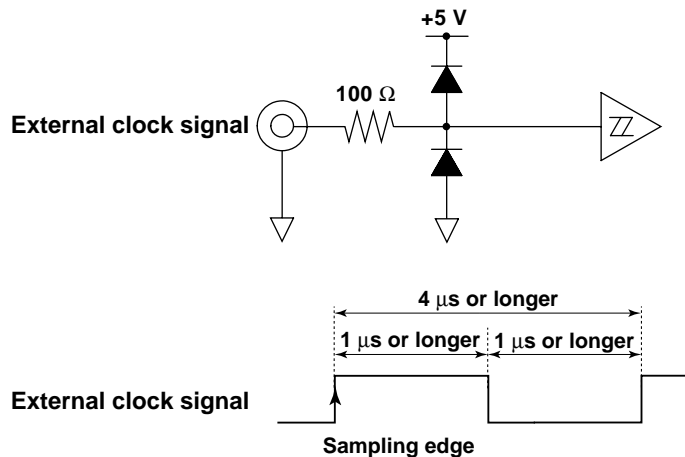 +5 V
100 Ω
External clock signal
4 μs or longer
1 μs or longer 1 μs or longer
External clock signal
Sampling edge